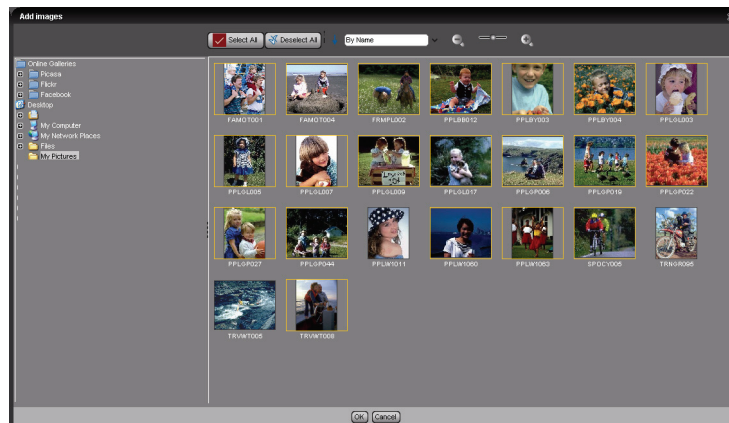 Add images
Select All
Deselect All
By Name
Online Galleries
Picasa
Flickr
Facebook
Desktop
My Computer
My Network Places
Files
My Pictures
FAMOT001
FAMOT004
FRMPL002
PPLBB012
PPLBY003
PPLBY004
PPLGL003
PPLGL005
PPLGL007
PPLGL009
PPLGL017
PPLGP006
PPLGP019
PPLGP022
PPLGP027
PPLGP044
PPLW1011
PPLW1060
PPLW1063
SPOCY005
TRNGR095
TRVWT005
TRVWT008
OK
Cancel